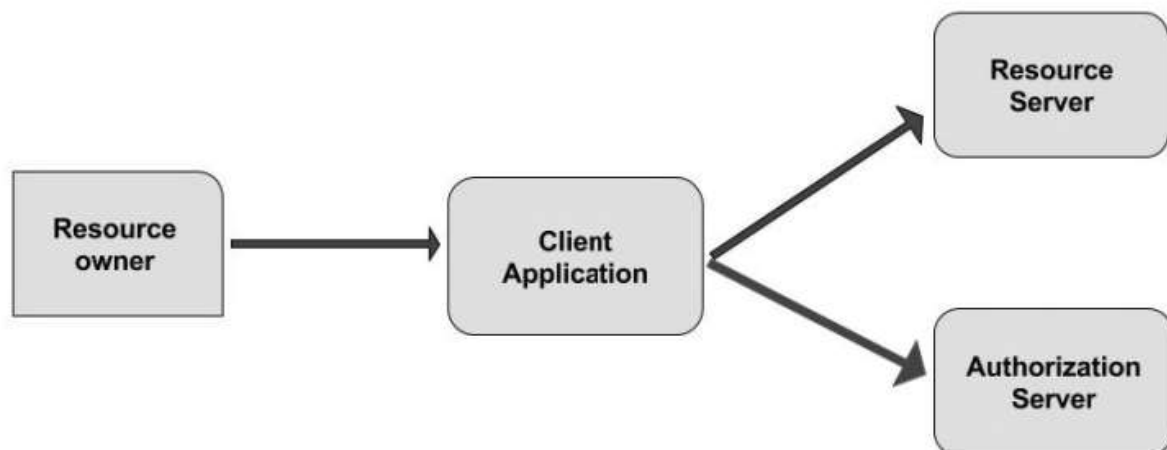 Resource
owner
Client
Application
Resource
Server
Authorization
Server